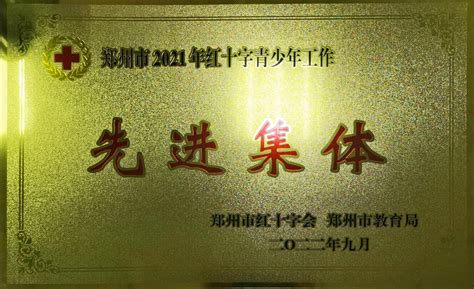 郑州市2021年红十字青少年工作
先进集体
郑州市红十字会 郑州市教育局
二〇二二年九月